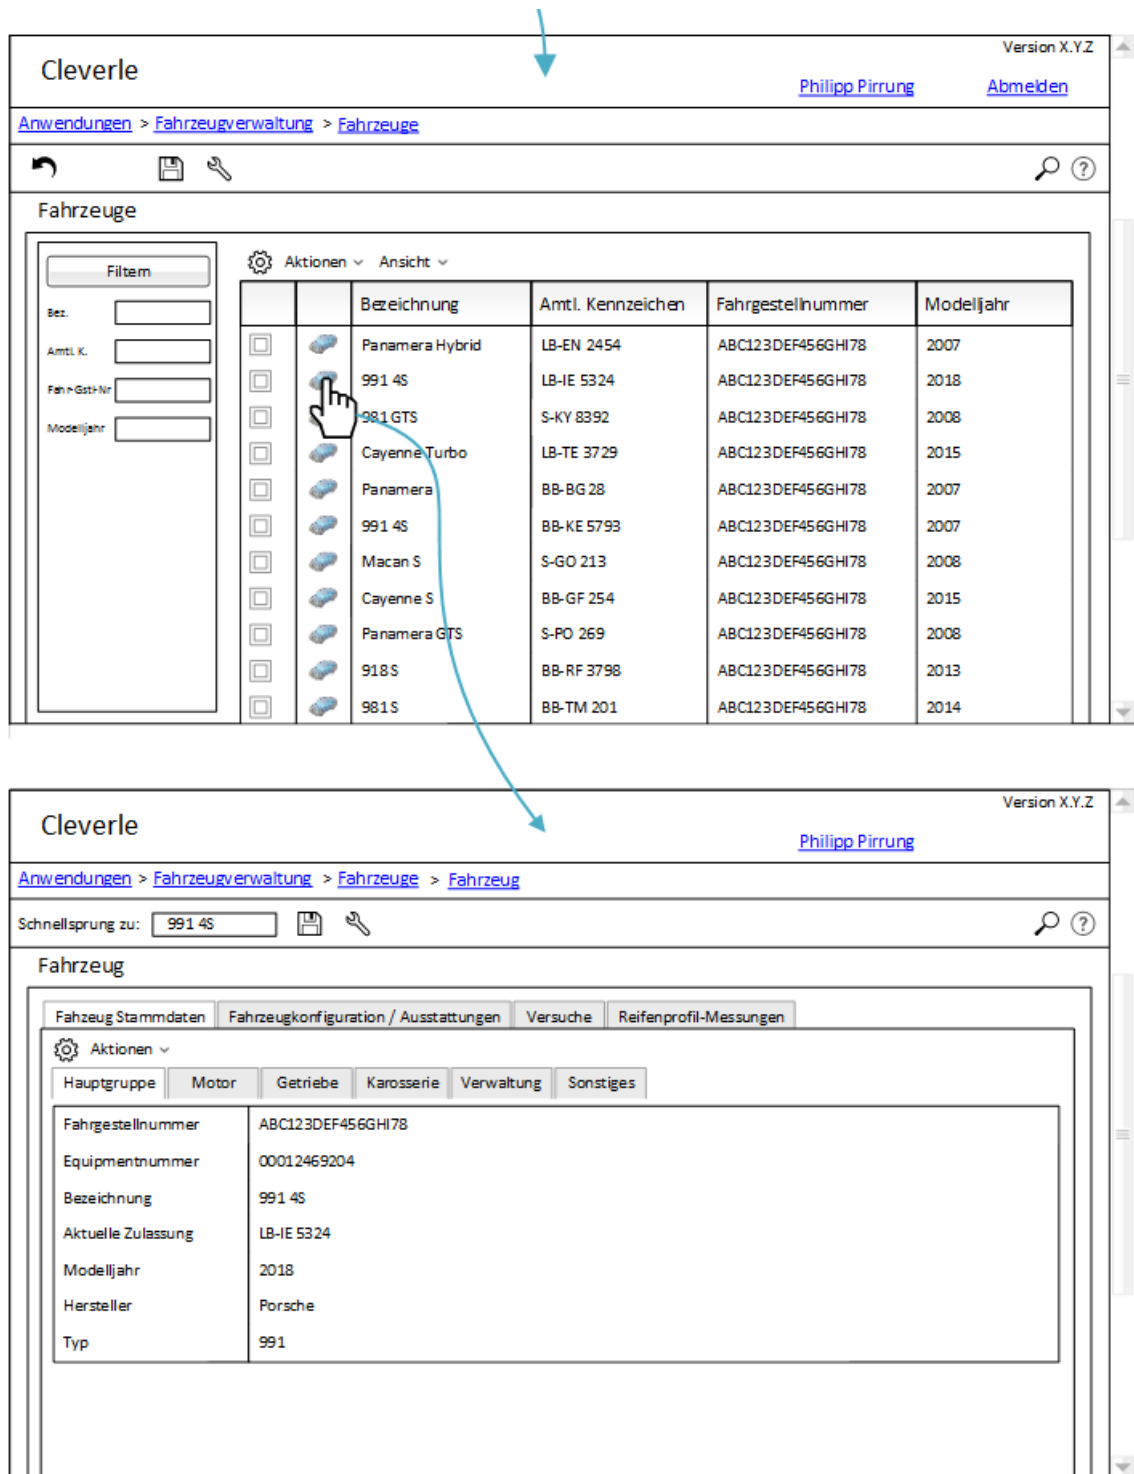 Version X.Y.Z
Cleverle
Philipp Pirrung Abmelden
Anwendungen > Fahrzeugverwaltung > Fahrzeuge
?
Fahrzeuge
Filtern
Aktionen Ansicht
Bez.
Amtl. K.
Fahr-Gstl-Nr
Modelljahr
Bezeichnung Amtl. Kennzeichen Fahrgestellnummer Modelljahr
Panamera Hybrid LB-EN 2454 ABC123DEF456GHI78 2007
991 4S LB-IE 5324 ABC123DEF456GHI78 2018
981 GTS S-KY 8392 ABC123DEF456GHI78 2008
Cayenne Turbo LB-TE 3729 ABC123DEF456GHI78 2015
Panamera BB-BG 28 ABC123DEF456GHI78 2007
991 4S BB-KE 5793 ABC123DEF456GHI78 2007
Macan S S-GO 213 ABC123DEF456GHI78 2008
Cayenne S BB-GF 254 ABC123DEF456GHI78 2015
Panamera GTS S-PO 269 ABC123DEF456GHI78 2008
918 S BB-RF 3798 ABC123DEF456GHI78 2013
981 S BB-TM 201 ABC123DEF456GHI78 2014
Version X.Y.Z
Cleverle
Philipp Pirrung
Anwendungen > Fahrzeugverwaltung > Fahrzeuge > Fahrzeug
Schnellsprung zu: 991 4S ?
Fahrzeug
Fahzeug Stammdaten Fahrzeugkonfiguration / Ausstattungen Versuche Reifenprofil-Messungen
Aktionen
Hauptgruppe Motor Getriebe Karosserie Verwaltung Sonstiges
Fahrgestellnummer ABC123DEF456GHI78
Equipmentnummer 00012469204
Bezeichnung 991 4S
Aktuelle Zulassung LB-IE 5324
Modelljahr 2018
Hersteller Porsche
Typ 991